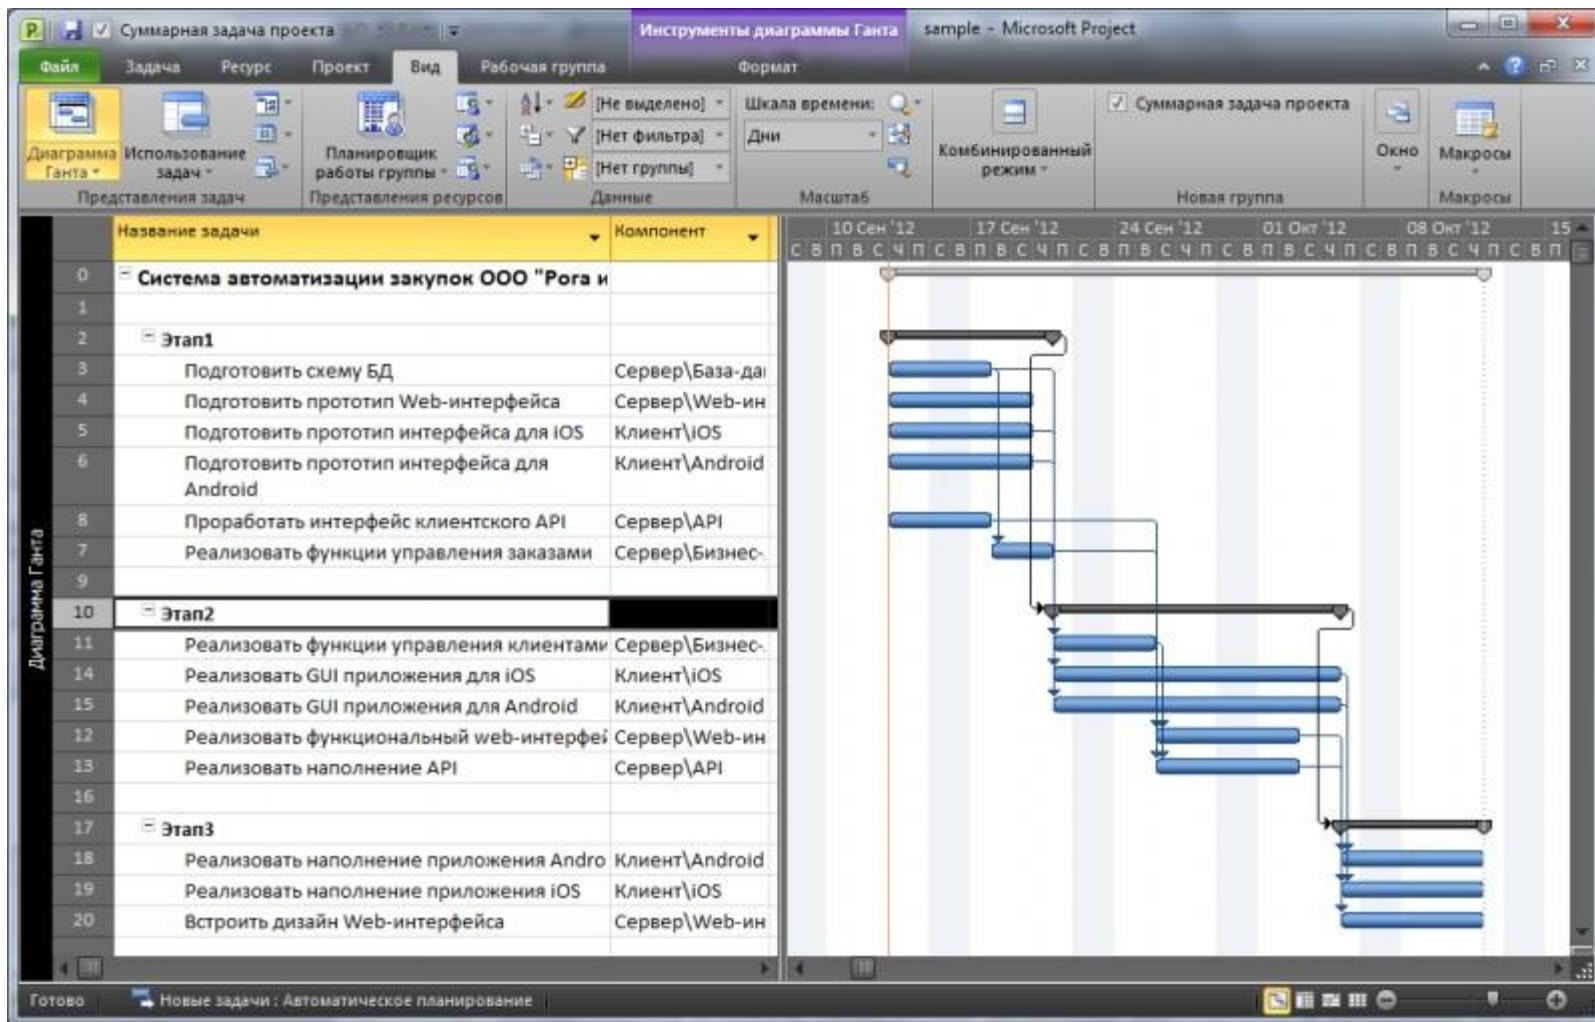 Суммарная задача проекта
Инструменты диаграммы Ганта
sample - Microsoft Project
Файл Задача Ресурс Проект Вид Рабочая группа Формат
Диаграмма Ганта
Использование задач
Планировщик работы группы
[Не выделено]
[Нет фильтра]
[Нет группы]
Шкала времени:
Дни
Комбинированный режим
Суммарная задача проекта
Окно
Макросы
Представления задач Представления ресурсов Данные Масштаб Новая группа Макросы
Название задачи Компонент
10 Сен '12 17 Сен '12 24 Сен '12 01 Окт '12 08 Окт '12 15
С В П В С Ч П С В П В С Ч П С В П В С Ч П С В П В С Ч П С В П В С Ч П С В П
0 Система автоматизации закупок ООО "Рога и
1
2 Этап1
3 Подготовить схему БД Сервер\База-да
4 Подготовить прототип Web-интерфейса Сервер\Web-ин
5 Подготовить прототип интерфейса для iOS Клиент\iOS
6 Подготовить прототип интерфейса для Клиент\Android
Android
8 Проработать интерфейс клиентского API Сервер\API
7 Реализовать функции управления заказами Сервер\Бизнес-
9
10 Этап2
11 Реализовать функции управления клиентами Сервер\Бизнес-
14 Реализовать GUI приложения для iOS Клиент\iOS
15 Реализовать GUI приложения для Android Клиент\Android
12 Реализовать функциональный web-интерфей Сервер\Web-ин
13 Реализовать наполнение API Сервер\API
16
17 Этап3
18 Реализовать наполнение приложения Andro Клиент\Android
19 Реализовать наполнение приложения iOS Клиент\iOS
20 Встроить дизайн Web-интерфейса Сервер\Web-ин
Диаграмма Ганта
Готово Новые задачи : Автоматическое планирование